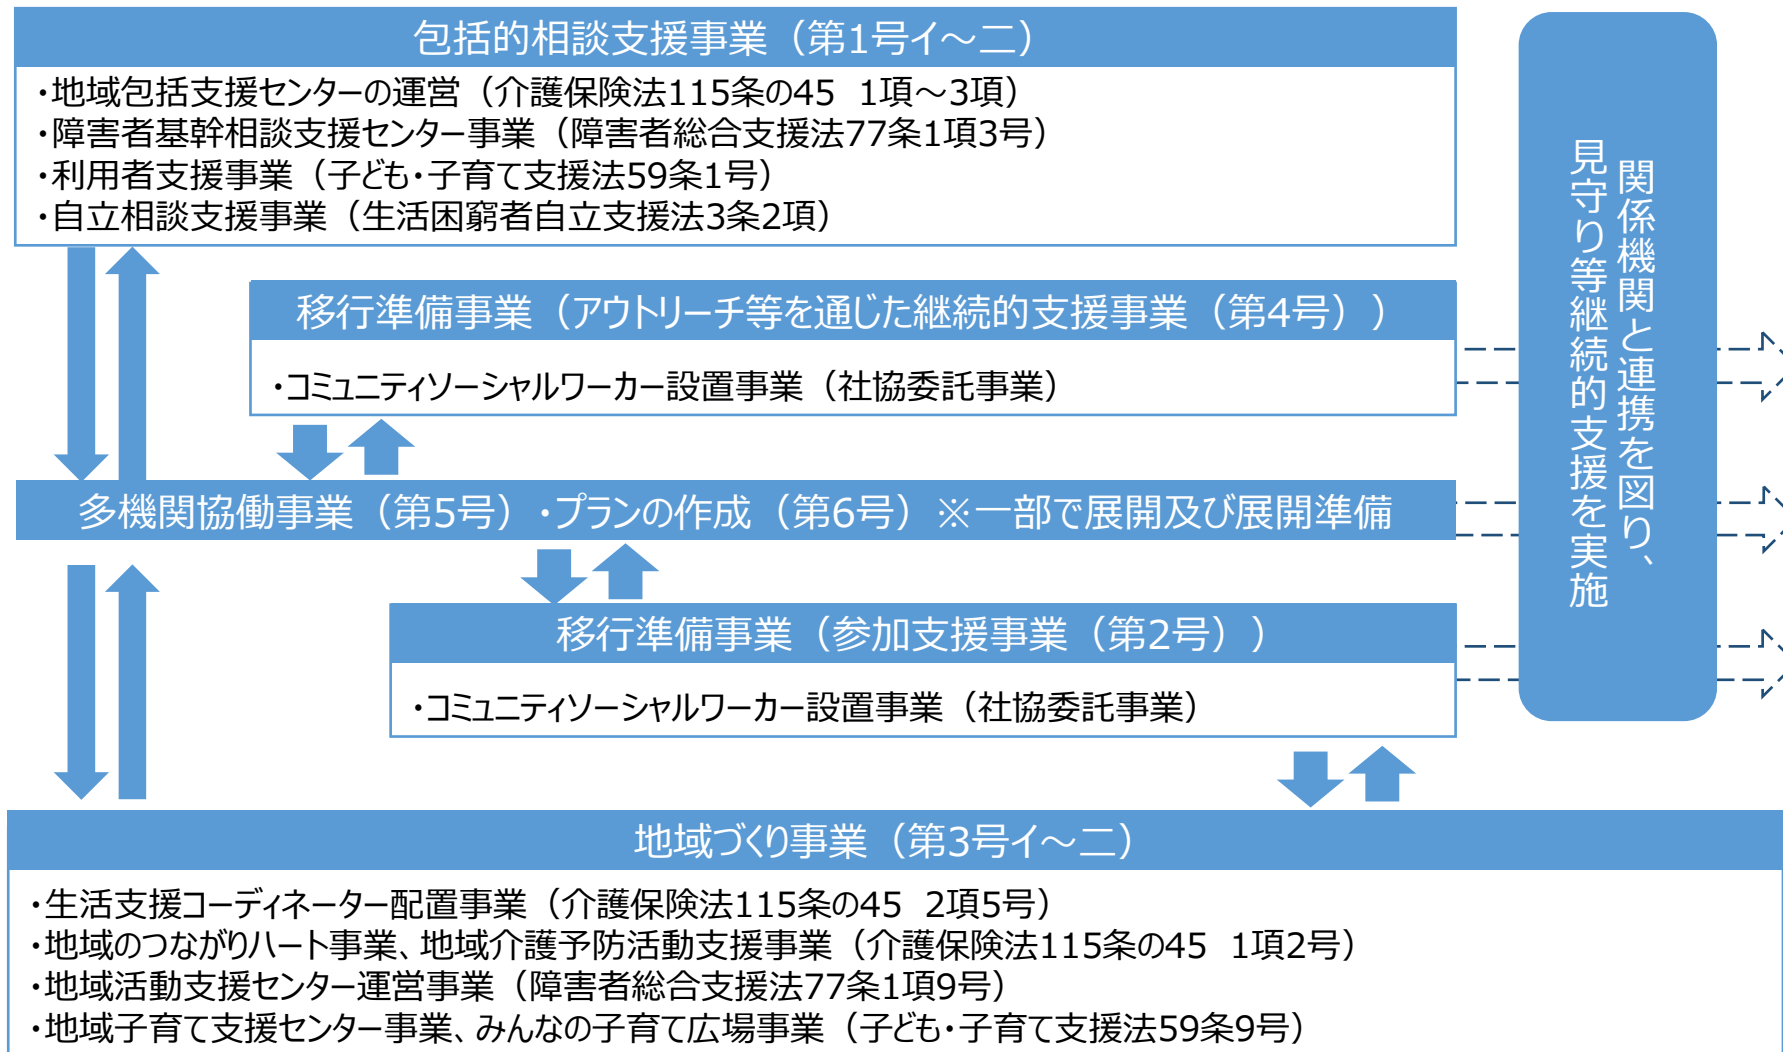 包括的相談支援事業（第1号イ～ニ）
・地域包括支援センターの運営（介護保険法115条の45 1項～3項）
・障害者基幹相談支援センター事業（障害者総合支援法77条1項3号）
・利用者支援事業（子ども・子育て支援法59条1号）
・自立相談支援事業（生活困窮者自立支援法3条2項）
移行準備事業（アウトリーチ等を通じた継続的支援事業（第4号））
・コミュニティソーシャルワーカー設置事業（社協委託事業）
多機関協働事業（第5号）・プランの作成（第6号）※一部で展開及び展開準備
移行準備事業（参加支援事業（第2号））
・コミュニティソーシャルワーカー設置事業（社協委託事業）
関係機関と連携を図り、
見守り等継続的支援を実施
地域づくり事業（第3号イ～ニ）
・生活支援コーディネーター配置事業（介護保険法115条の45 2項5号）
・地域のつながりハート事業、地域介護予防活動支援事業（介護保険法115条の45 1項2号）
・地域活動支援センター運営事業（障害者総合支援法77条1項9号）
・地域子育て支援センター事業、みんなの子育て広場事業（子ども・子育て支援法59条9号）